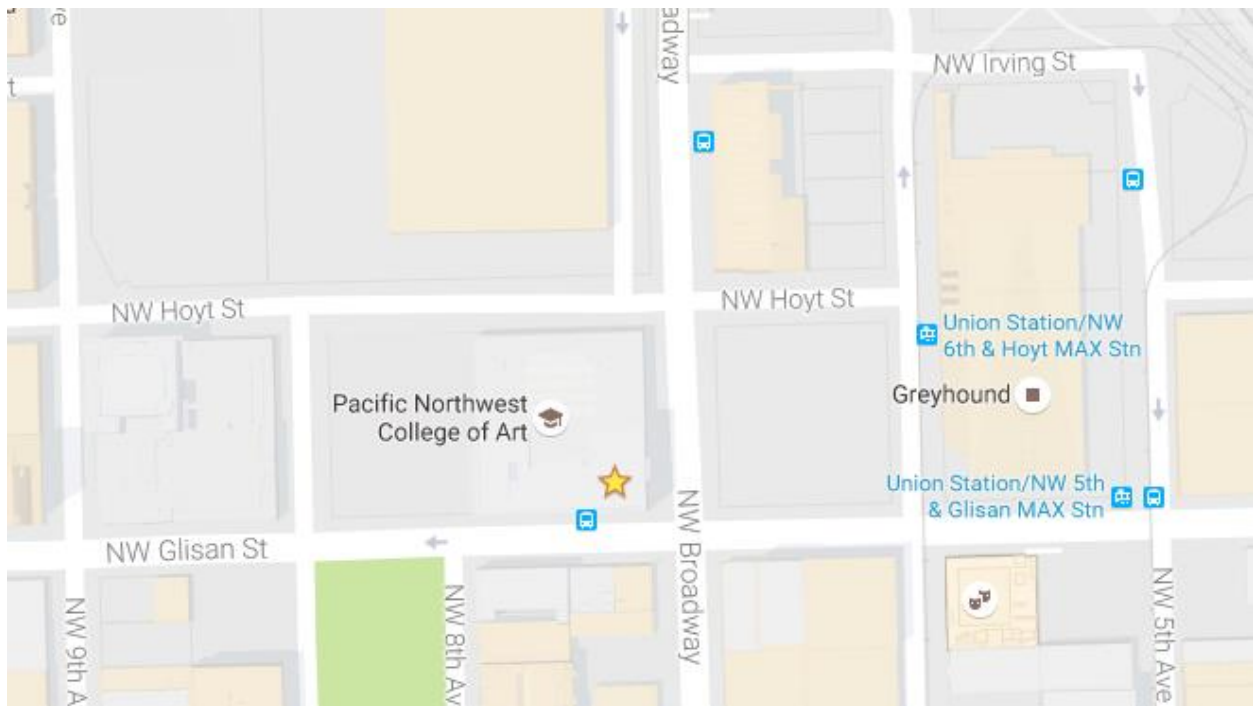 NW Irving St
NW Hoyt St
NW Hoyt St
Union Station/NW
6th & Hoyt MAX Stn
Greyhound
Pacific Northwest
College of Art
Union Station/NW 5th
& Glisan MAX Stn
NW Glisan St
NW Broadway
NW 9th A
NW 8th Av
NW 5th Ave
adway
ve
t